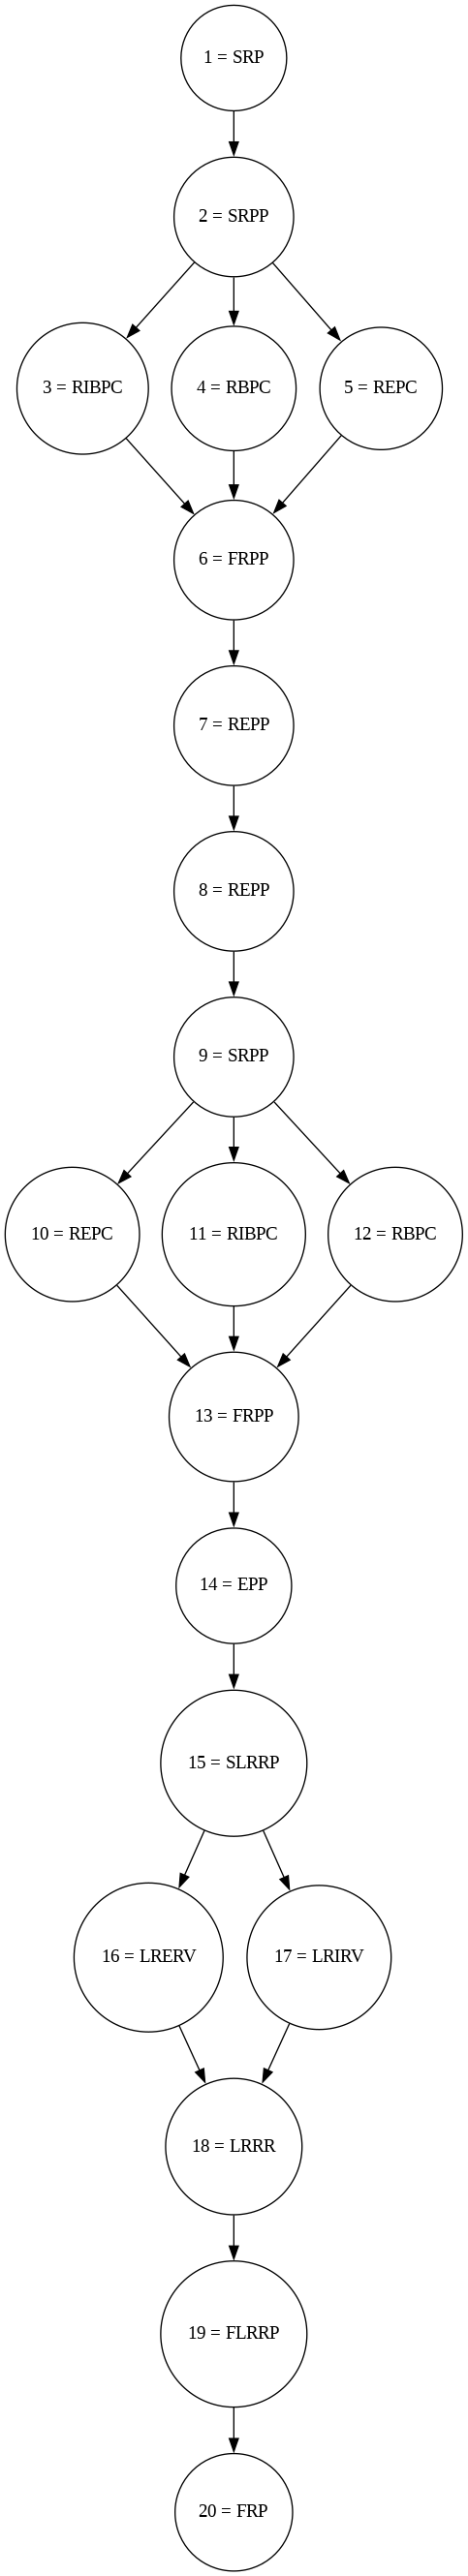 1 = SRP
2 = SRPP
3 = RIBPC
4 = RBPC
5 = REPC
6 = FRPP
7 = REPP
8 = REPP
9 = SRPP
10 = REPC
11 = RIBPC
12 = RBPC
13 = FRPP
14 = EPP
15 = SLRRP
16 = LRERV
17 = LRIRV
18 = LRRR
19 = FLRRP
20 = FRP